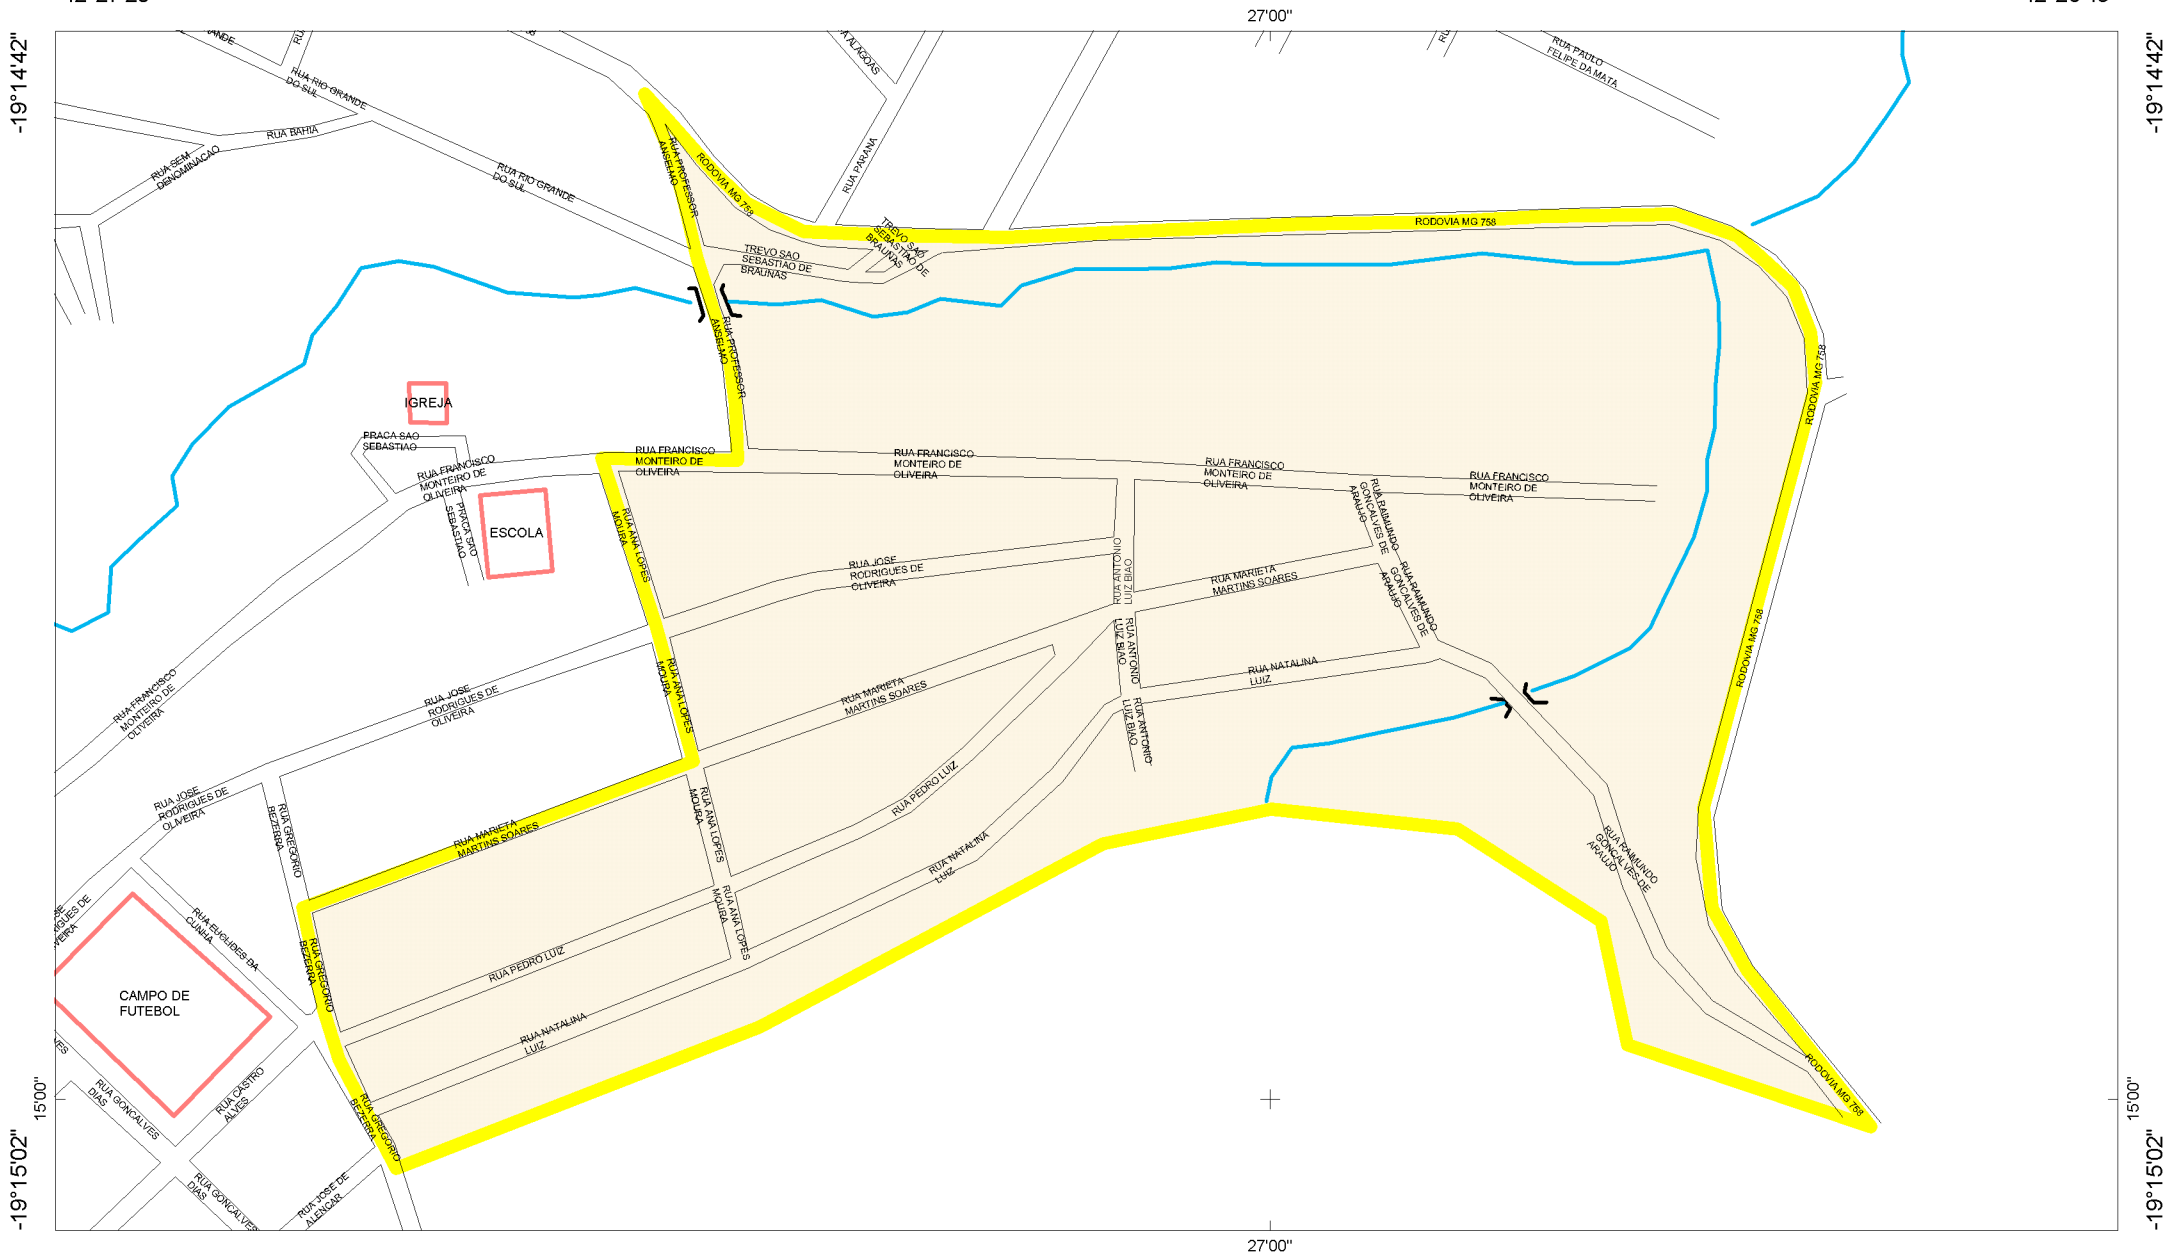 27'00"
-19°14'42"
-19°14'42"
RUA ALAGOAS
RUA PAULO
FELIPE DA MATA
RUA RIO GRANDE
DO SUL
RUA BAHIA
RUA SEM
DENOMINACAO
RUA RIO GRANDE
DO SUL
RUA PROFESSOR
ANSELMO
RODOVIA MG 758
RUA PARANA
TREVO SAO
SEBASTIAO DE
BRAUNAS
TREVO SAO
SEBASTIAO DE
BRAUNAS
RODOVIA MG 758
RUA PROFESSOR
ANSELMO
RODOVIA MG 758
IGREJA
PRACA SAO
SEBASTIAO
RUA FRANCISCO
MONTEIRO DE
OLIVEIRA
RUA FRANCISCO
MONTEIRO DE
OLIVEIRA
RUA FRANCISCO
MONTEIRO DE
OLIVEIRA
RUA FRANCISCO
MONTEIRO DE
OLIVEIRA
RUA FRANCISCO
MONTEIRO DE
OLIVEIRA
PRACA SAO
SEBASTIAO
ESCOLA
RUA ANA LOPES
MOURA
RUA RAIMUNDO
GONCALVES DE
ARAUJO
RUA JOSE
RODRIGUES DE
OLIVEIRA
RUA ANTONIO
LUIZ BIAO
RUA MARIETA
MARTINS SOARES
RUA RAIMUNDO
GONCALVES DE
ARAUJO
RUA ANTONIO
LUIZ BIAO
RODOVIA MG 758
RUA FRANCISCO
MONTEIRO DE
OLIVEIRA
RUA JOSE
RODRIGUES DE
OLIVEIRA
RUA ANA LOPES
MOURA
RUA MARIETA
MARTINS SOARES
RUA NATALINA
LUIZ
RUA ANTONIO
LUIZ BIAO
RUA JOSE
RODRIGUES DE
OLIVEIRA
RUA GREGORIO
BEZERRA
RUA MARIETA
MARTINS SOARES
RUA ANA LOPES
MOURA
RUA PEDRO LUIZ
RUA NATALINA
LUIZ
RUA RAIMUNDO
GONCALVES DE
ARAUJO
RUA EUCLIDES DA
CUNHA
RUA GREGORIO
BEZERRA
RUA PEDRO LUIZ
RUA ANA LOPES
MOURA
CAMPO DE
FUTEBOL
RUA NATALINA
LUIZ
RUA GONCALVES
DIAS
RUA CASTRO
ALVES
RUA GREGORIO
BEZERRA
RODOVIA MG 758
15'00"
15'00"
RUA GONCALVES
DIAS
RUA JOSE DE
ALENCAR
-19°15'02"
-19°15'02"
27'00"